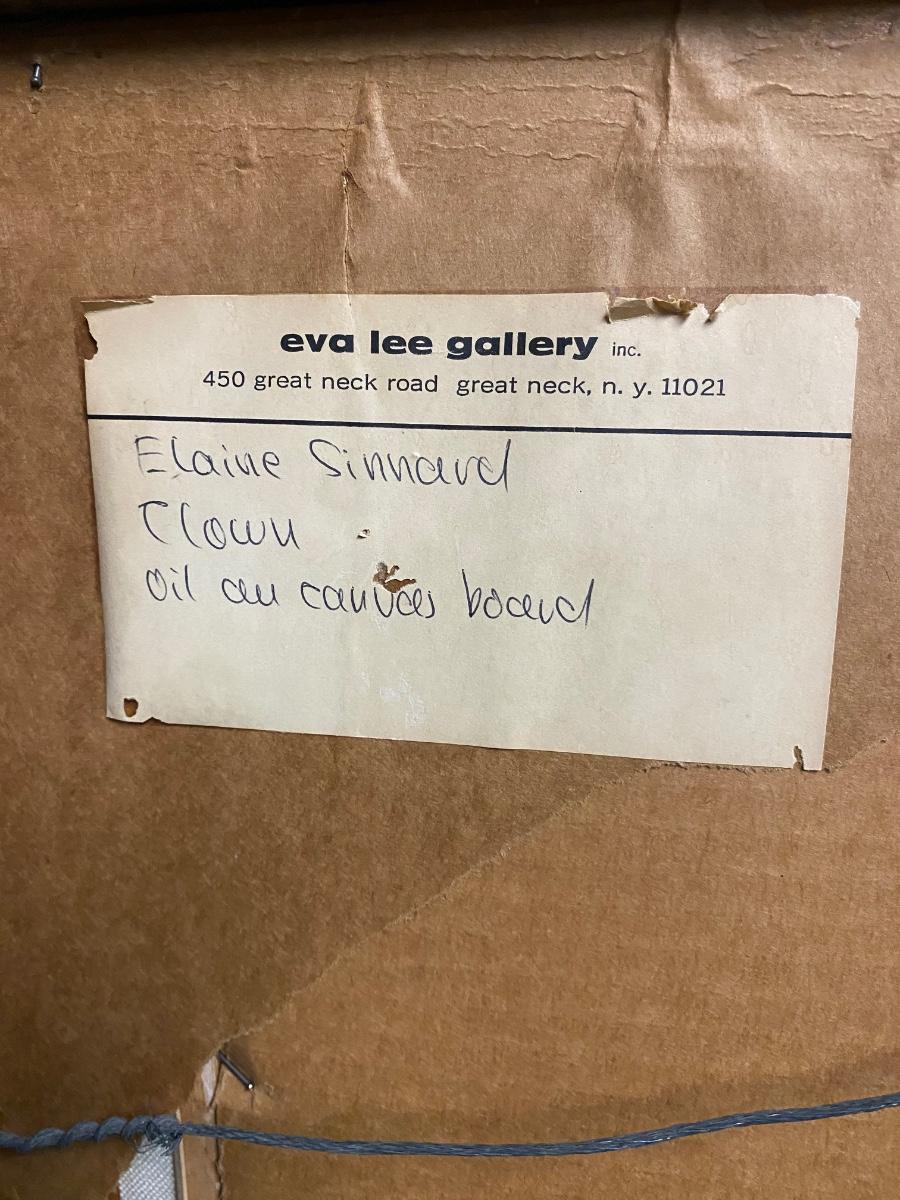 eva lee gallery inc.
450 great neck road great neck, n. y. 11021
Elaine Sinnard
Clown
oil on canvas board